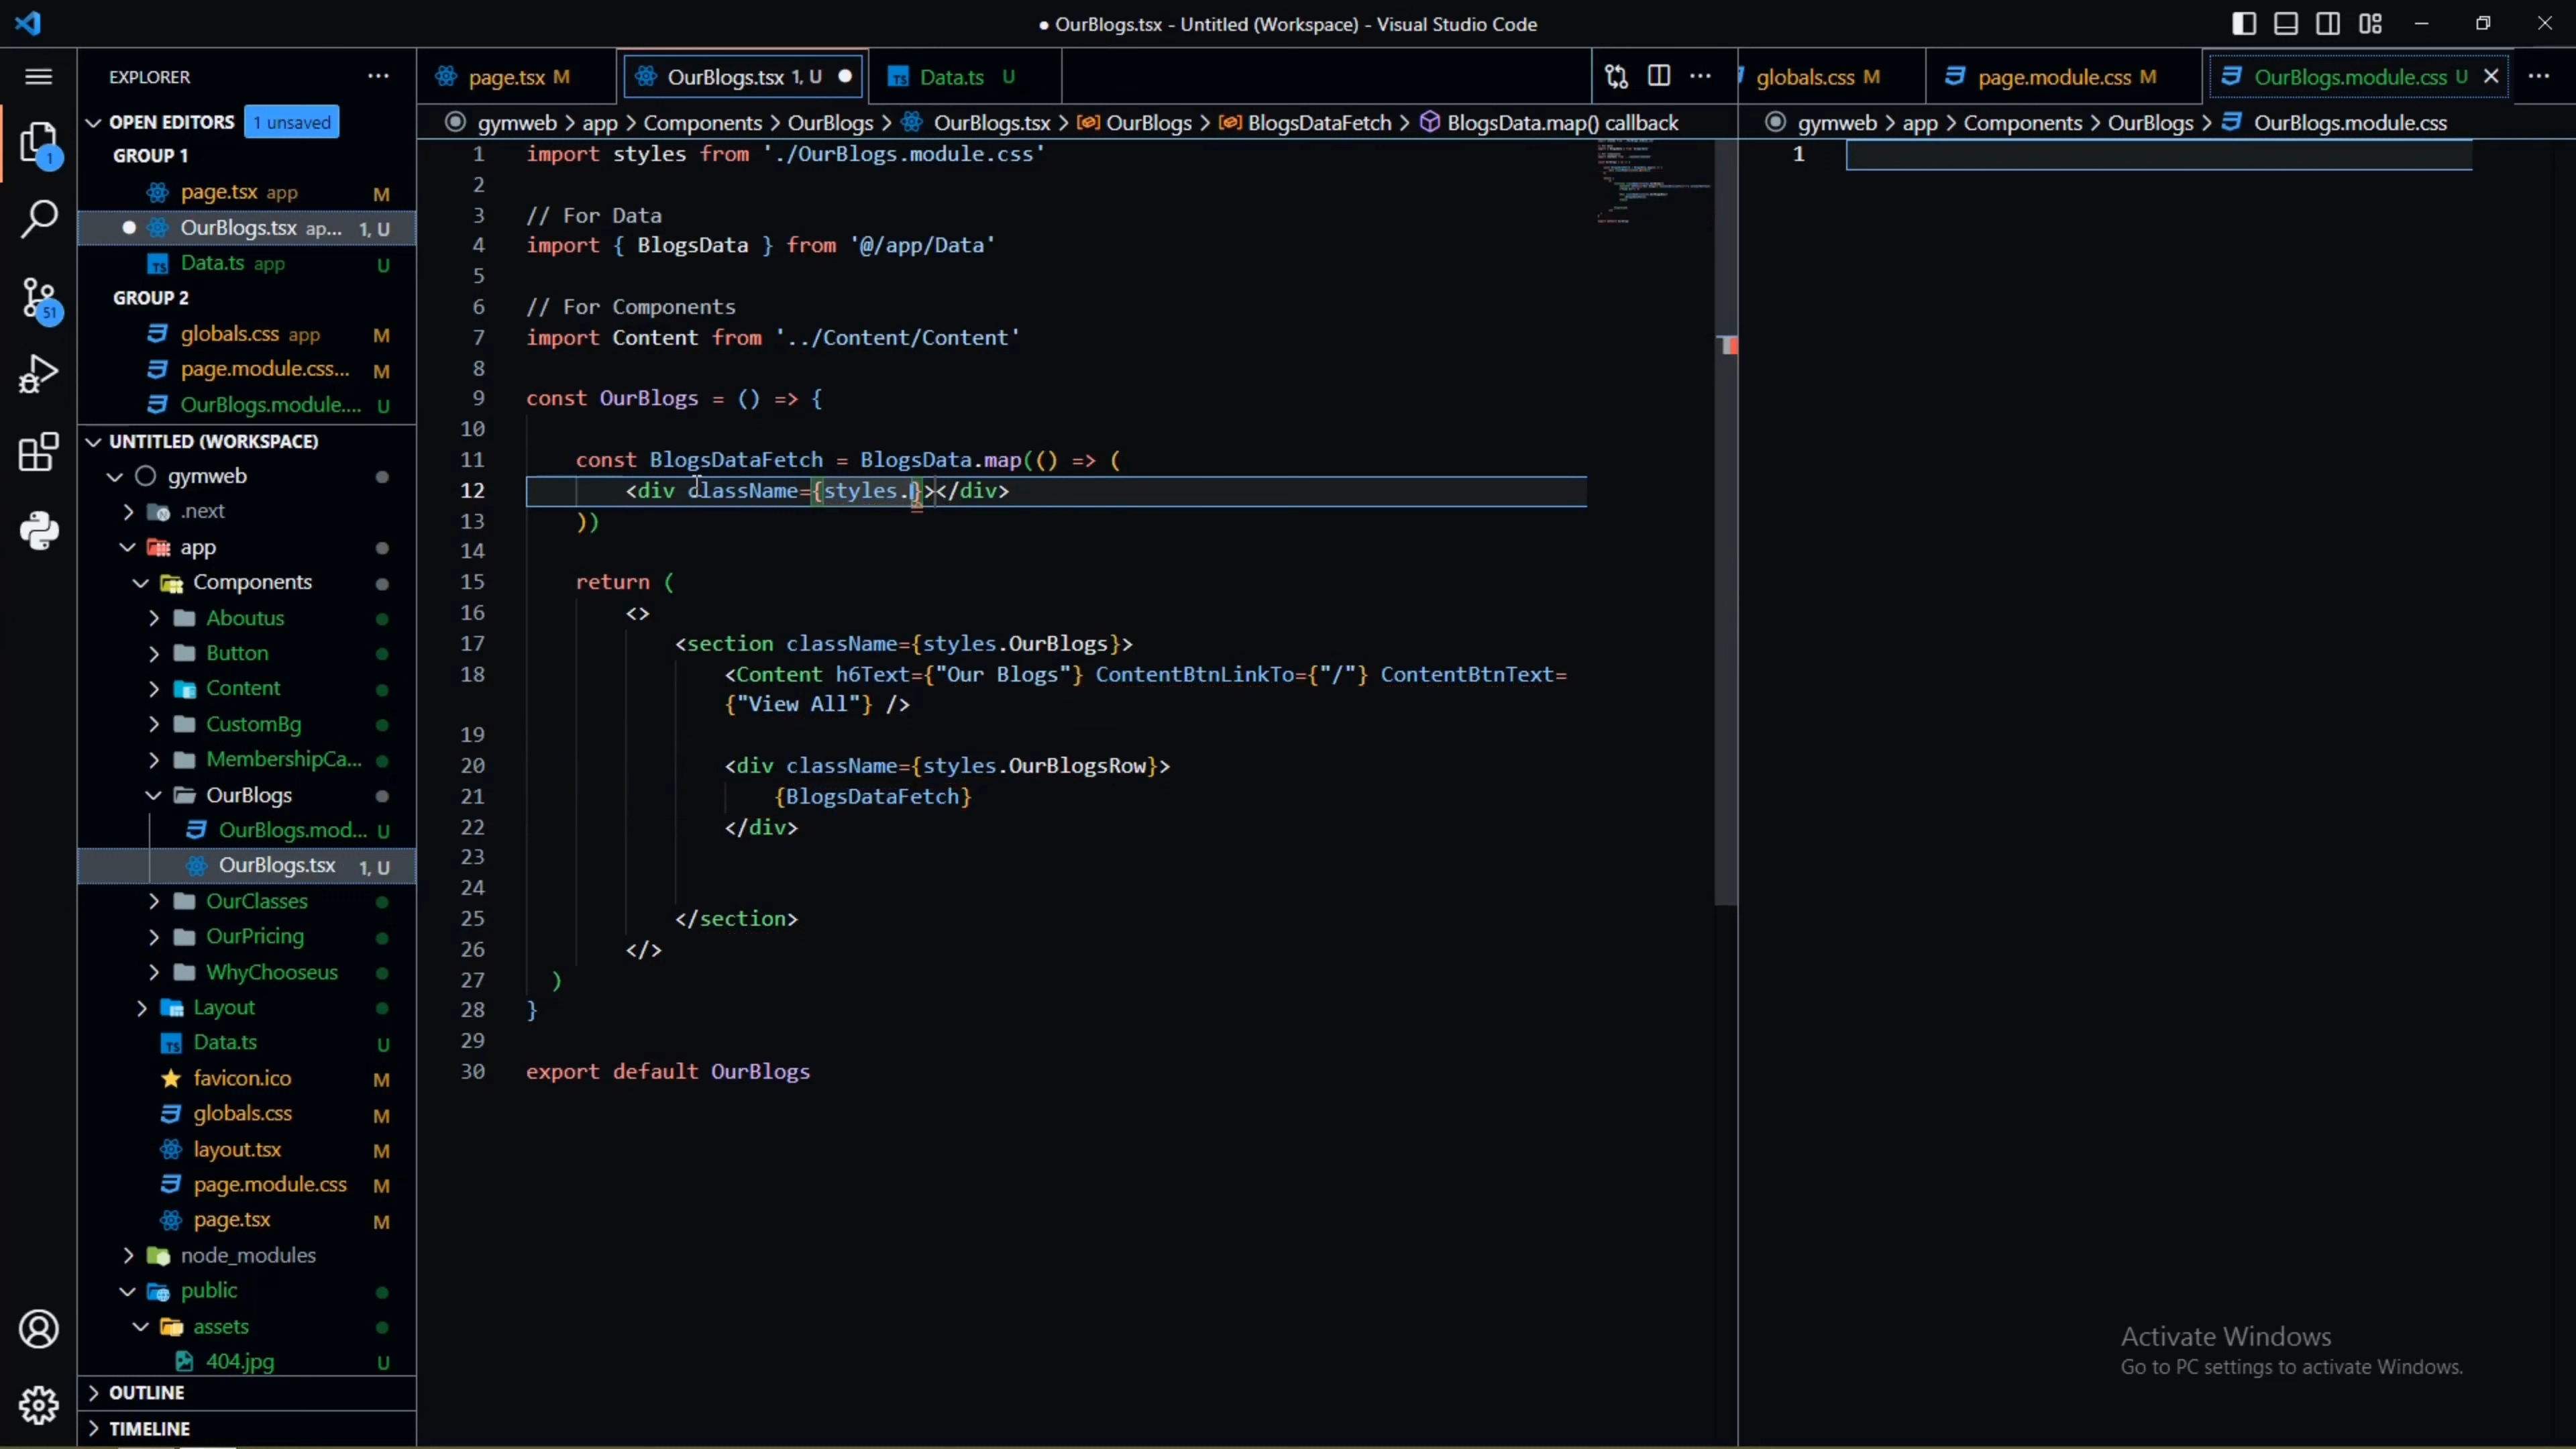 ● OurBlogs.tsx - Untitled (Workspace) - Visual Studio Code
EXPLORER
OPEN EDITORS 1 unsaved
GROUP 1
page.tsx app M
OurBlogs.tsx ap... 1, U
Data.ts app U
GROUP 2
globals.css app M
page.module.css... M
OurBlogs.module.... U
UNTITLED (WORKSPACE)
gymweb
.next
app
Components
Aboutus
Button
Content
CustomBg
MembershipCa...
OurBlogs
OurBlogs.mod... U
OurBlogs.tsx 1, U
OurClasses
OurPricing
WhyChooseus
Layout
Data.ts U
favicon.ico M
globals.css M
layout.tsx M
page.module.css M
page.tsx M
node_modules
public
assets
404.jpg U
OUTLINE
TIMELINE
1
51
page.tsx M
OurBlogs.tsx 1, U
Data.ts U
gymweb > app > Components > OurBlogs > OurBlogs.tsx > OurBlogs > BlogsDataFetch > BlogsData.map() callback
1 import styles from './OurBlogs.module.css'
2
3 // For Data
4 import { BlogsData } from '@/app/Data'
5
6 // For Components
7 import Content from '../Content/Content'
8
9 const OurBlogs = () => {
10
11 const BlogsDataFetch = BlogsData.map(() => (
12 <div className={styles.}></div>
13 ))
14
15 return (
16 <>
17 <section className={styles.OurBlogs}>
18 <Content h6Text={"Our Blogs"} ContentBtnLinkTo={"/"} ContentBtnText=
{"View All"} />
19
20 <div className={styles.OurBlogsRow}>
21 {BlogsDataFetch}
22 </div>
23
24
25 </section>
26 </>
27 )
28 }
29
30 export default OurBlogs
globals.css M
page.module.css M
OurBlogs.module.css U
gymweb > app > Components > OurBlogs > OurBlogs.module.css
1
Activate Windows
Go to PC settings to activate Windows.